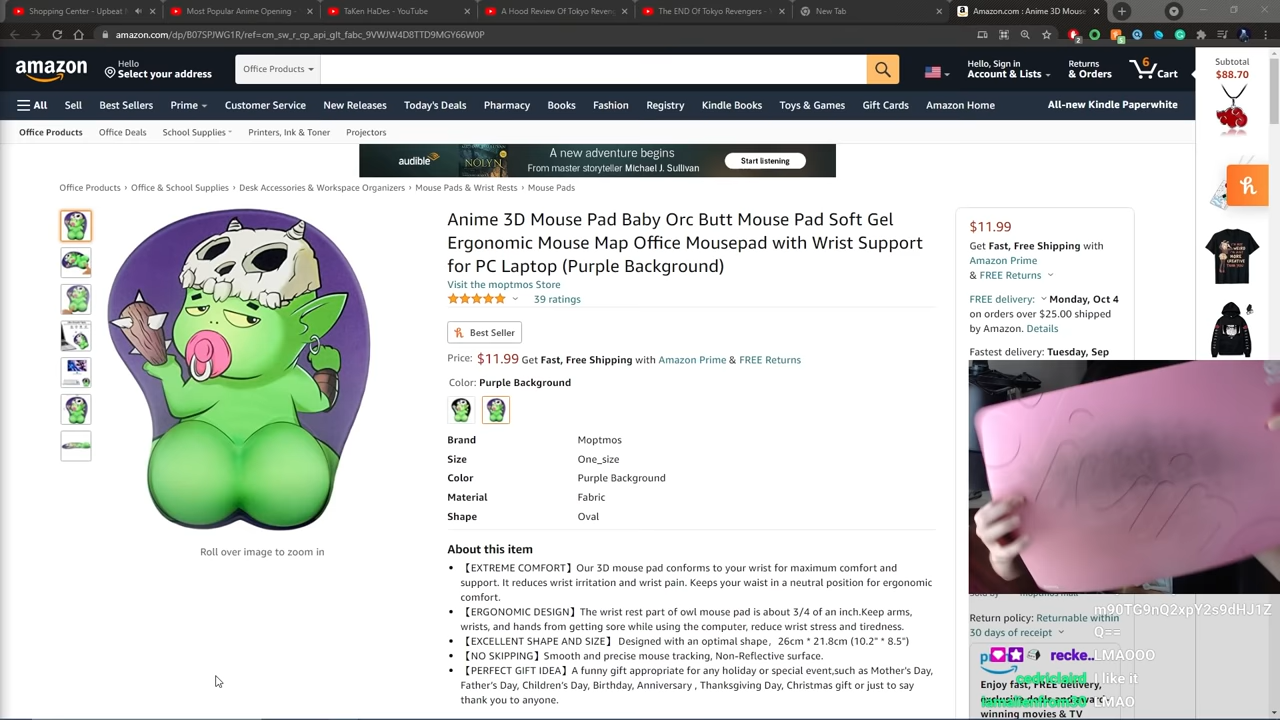 Shopping Center - Upbeat
Most Popular Anime Opening -
TaKen HaDes - YouTube
A Hood Review Of Tokyo Reveng
The END Of Tokyo Revengers -
New Tab
Amazon.com : Anime 3D Mouse
amazon.com/dp/B07SPJWG1R/ref=cm_sw_r_cp_api_glt_fabc_9VWJW4D8TTD9MGY66W0P
amazon
Hello
Select your address
Office Products
Hello, Sign in
Account & Lists
Returns
& Orders
6
Cart
Subtotal
$88.70
All
Sell
Best Sellers
Prime
Customer Service
New Releases
Today's Deals
Pharmacy
Books
Fashion
Registry
Kindle Books
Toys & Games
Gift Cards
Amazon Home
All-new Kindle Paperwhite
Office Products
Office Deals
School Supplies
Printers, Ink & Toner
Projectors
audible
NOLYN
A new adventure begins
From master storyteller Michael J. Sullivan
Start listening
Office Products › Office & School Supplies › Desk Accessories & Workspace Organizers › Mouse Pads & Wrist Rests › Mouse Pads
Anime 3D Mouse Pad Baby Orc Butt Mouse Pad Soft Gel
Ergonomic Mouse Map Office Mousepad with Wrist Support
for PC Laptop (Purple Background)
Visit the moptmos Store
39 ratings
Best Seller
Price: $11.99 Get Fast, Free Shipping with Amazon Prime & FREE Returns
Color: Purple Background
Brand Moptmos
Size One_size
Color Purple Background
Material Fabric
Shape Oval
About this item
【EXTREME COMFORT】Our 3D mouse pad conforms to your wrist for maximum comfort and
support. It reduces wrist irritation and wrist pain. Keeps your waist in a neutral position for ergonomic
comfort.
【ERGONOMIC DESIGN】The wrist rest part of owl mouse pad is about 3/4 of an inch.Keep arms,
wrists, and hands from getting sore while using the computer, reduce wrist stress and tiredness.
【EXCELLENT SHAPE AND SIZE】Designed with an optimal shape，26cm * 21.8cm (10.2" * 8.5")
【NO SKIPPING】Smooth and precise mouse tracking, Non-Reflective surface.
【PERFECT GIFT IDEA】A funny gift appropriate for any holiday or special event,such as Mother's Day,
Father's Day, Children's Day, Birthday, Anniversary , Thanksgiving Day, Christmas gift or just to say
thank you to anyone.
Roll over image to zoom in
$11.99
Get Fast, Free Shipping with
Amazon Prime
& FREE Returns
FREE delivery: Monday, Oct 4
on orders over $25.00 shipped
by Amazon. Details
Fastest delivery: Tuesday, Sep
Return policy: Returnable within
30 days of receipt
m90TG9nQ2xpY2s9dHJ1Z
Q==
recke..
LMAOOO
cedriclaird I like it
iamallenfrom30 LMAO
Enjoy fast, FREE delivery,
winning movies & TV